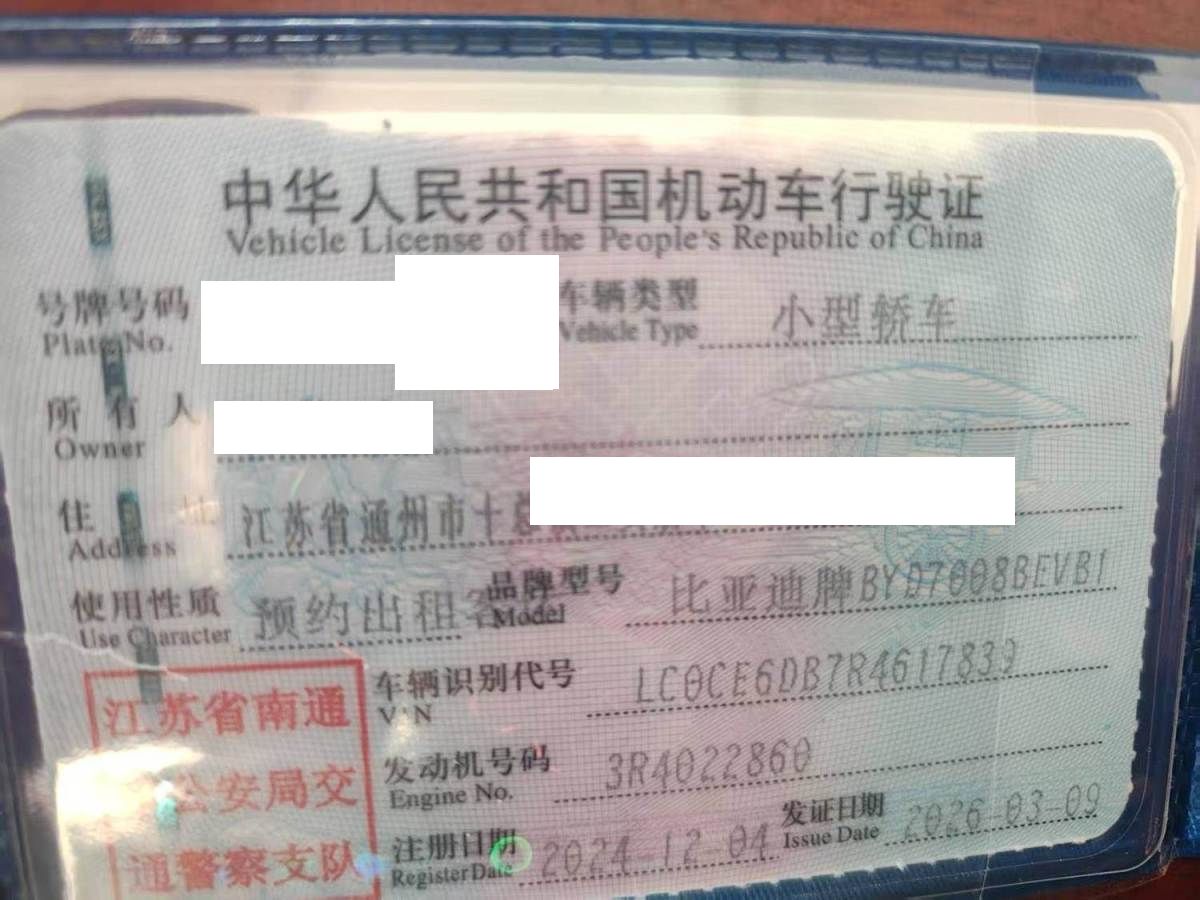 中华人民共和国机动车行驶证
Vehicle License of the People's Republic of China
号牌号码 车辆类型 小型轿车
Plate No. Vehicle Type
所有人
Owner
住址 江苏省通州市十总
Address
使用性质 预约出租客 品牌型号 比亚迪牌BYD7008BEVB1
Use Character Model
车辆识别代号 LC0CE6DB7R4617839
VIN
发动机号码 3R4022860
Engine No.
注册日期 2024-12-04 发证日期 2026-03-09
Register Date Issue Date
江苏省南通
公安局交
通警察支队